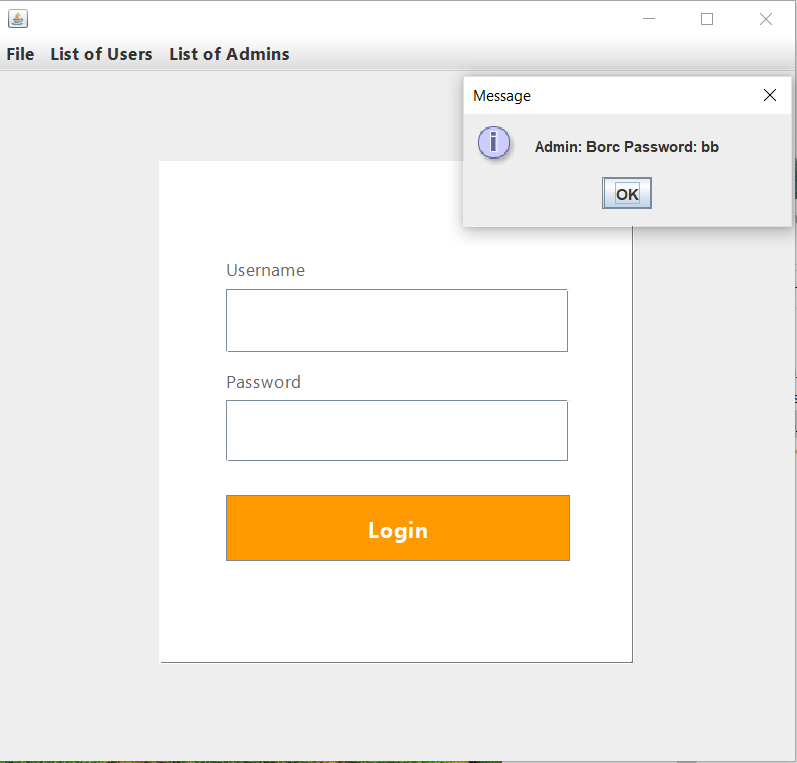 File List of Users List of Admins
Message
Admin: Borc Password: bb
OK
Username
Password
Login